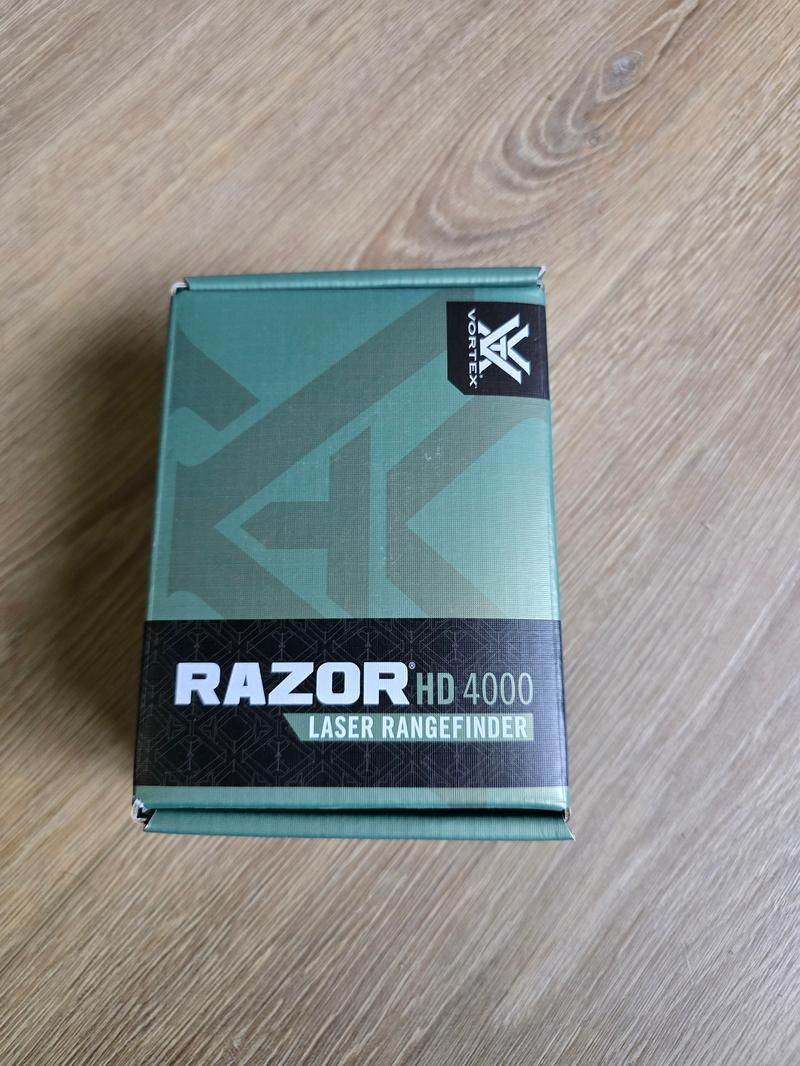 VORTEX®
RAZOR® HD 4000
LASER RANGEFINDER